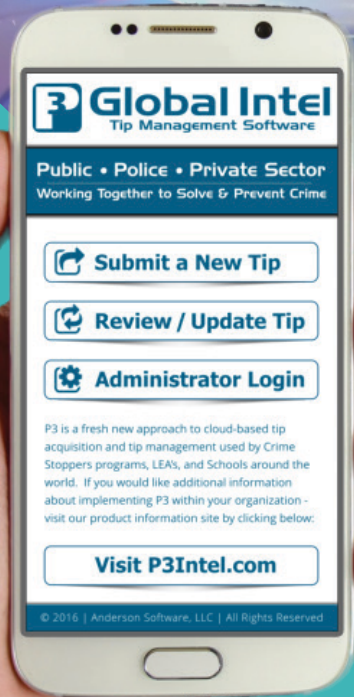 P3 Global Intel
Tip Management Software
Public • Police • Private Sector
Working Together to Solve & Prevent Crime
Submit a New Tip
Review / Update Tip
Administrator Login
P3 is a fresh new approach to cloud-based tip
acquisition and tip management used by Crime
Stoppers programs, LEA's, and Schools around the
world. If you would like additional information
about implementing P3 within your organization -
visit our product information site by clicking below:
Visit P3Intel.com
© 2016 | Anderson Software, LLC | All Rights Reserved